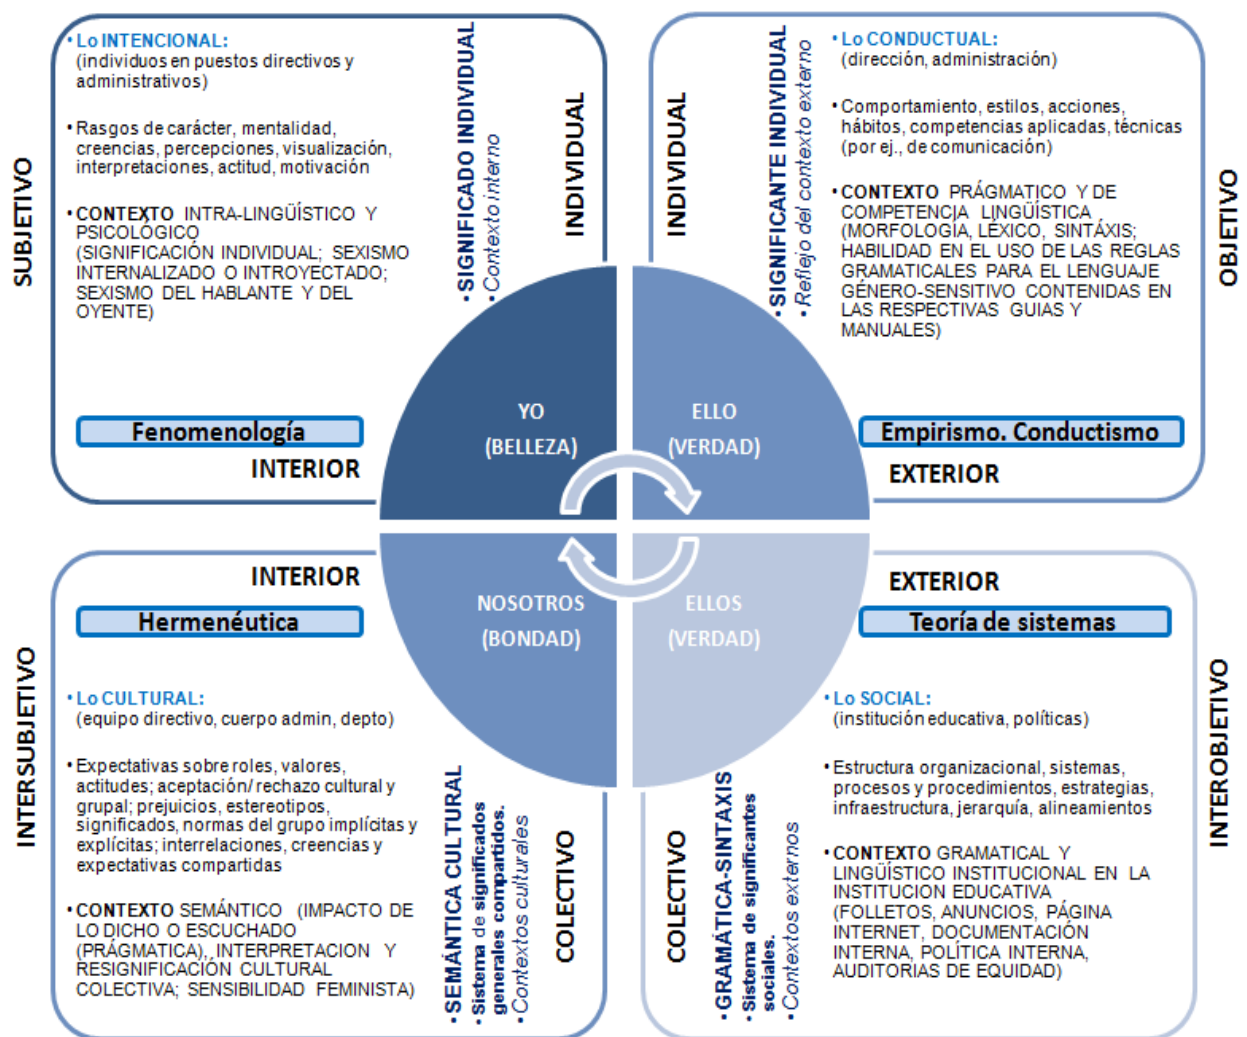 • Lo INTENCIONAL:
(individuos en puestos directivos y
administrativos)
• Rasgos de carácter, mentalidad,
creencias, percepciones, visualización,
interpretaciones, actitud, motivación
• CONTEXTO INTRA-LINGÜÍSTICO Y
PSICOLÓGICO
(SIGNIFICACIÓN INDIVIDUAL; SEXISMO
INTERNALIZADO O INTROYECTADO;
SEXISMO DEL HABLANTE Y DEL
OYENTE)
SUBJETIVO
• SIGNIFICADO INDIVIDUAL
• Contexto interno
INDIVIDUAL
Fenomenología
INTERIOR
YO
(BELLEZA)
INDIVIDUAL
• SIGNIFICANTE INDIVIDUAL
• Reflejo del contexto externo
• Lo CONDUCTUAL:
(dirección, administración)
• Comportamiento, estilos, acciones,
hábitos, competencias aplicadas, técnicas
(por ej., de comunicación)
• CONTEXTO PRÁGMATICO Y DE
COMPETENCIA LINGÜÍSTICA
(MORFOLOGÍA, LÉXICO, SINTÁXIS;
HABILIDAD EN EL USO DE LAS REGLAS
GRAMATICALES PARA EL LENGUAJE
GÉNERO-SENSITIVO CONTENIDAS EN
LAS RESPECTIVAS GUIAS Y
MANUALES)
OBJETIVO
ELLO
(VERDAD)
Empirismo. Conductismo
EXTERIOR
INTERIOR
Hermenéutica
NOSOTROS
(BONDAD)
INTERSUBJETIVO
• Lo CULTURAL:
(equipo directivo, cuerpo admin, depto)
• Expectativas sobre roles, valores,
actitudes; aceptación/ rechazo cultural y
grupal; prejuicios, estereotipos,
significados, normas del grupo implícitas y
explícitas; interrelaciones, creencias y
expectativas compartidas
• CONTEXTO SEMÁNTICO (IMPACTO DE
LO DICHO O ESCUCHADO
(PRÁGMATICA), INTERPRETACION Y
RESIGNIFICACIÓN CULTURAL
COLECTIVA; SENSIBILIDAD FEMINISTA)
• SEMÁNTICA CULTURAL
• Sistema de significados
generales compartidos.
• Contextos culturales
COLECTIVO
EXTERIOR
Teoría de sistemas
ELLOS
(VERDAD)
COLECTIVO
• GRAMÁTICA-SINTAXIS
• Sistema de significantes
sociales.
• Contextos externos
• Lo SOCIAL:
(institución educativa, políticas)
• Estructura organizacional, sistemas,
procesos y procedimientos, estrategias,
infraestructura, jerarquía, alineamientos
• CONTEXTO GRAMATICAL Y
LINGÜÍSTICO INSTITUCIONAL EN LA
INSTITUCION EDUCATIVA
(FOLLETOS, ANUNCIOS, PÁGINA
INTERNET, DOCUMENTACIÓN
INTERNA, POLÍTICA INTERNA,
AUDITORIAS DE EQUIDAD)
INTEROBJETIVO